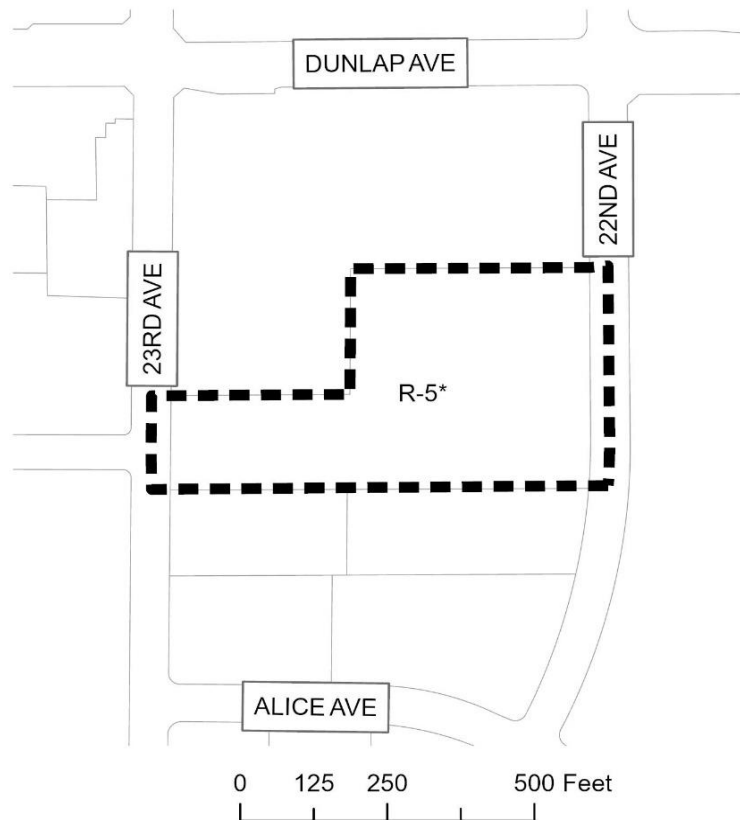 DUNLAP AVE
22ND AVE
23RD AVE
R-5*
ALICE AVE
0 125 250 500 Feet